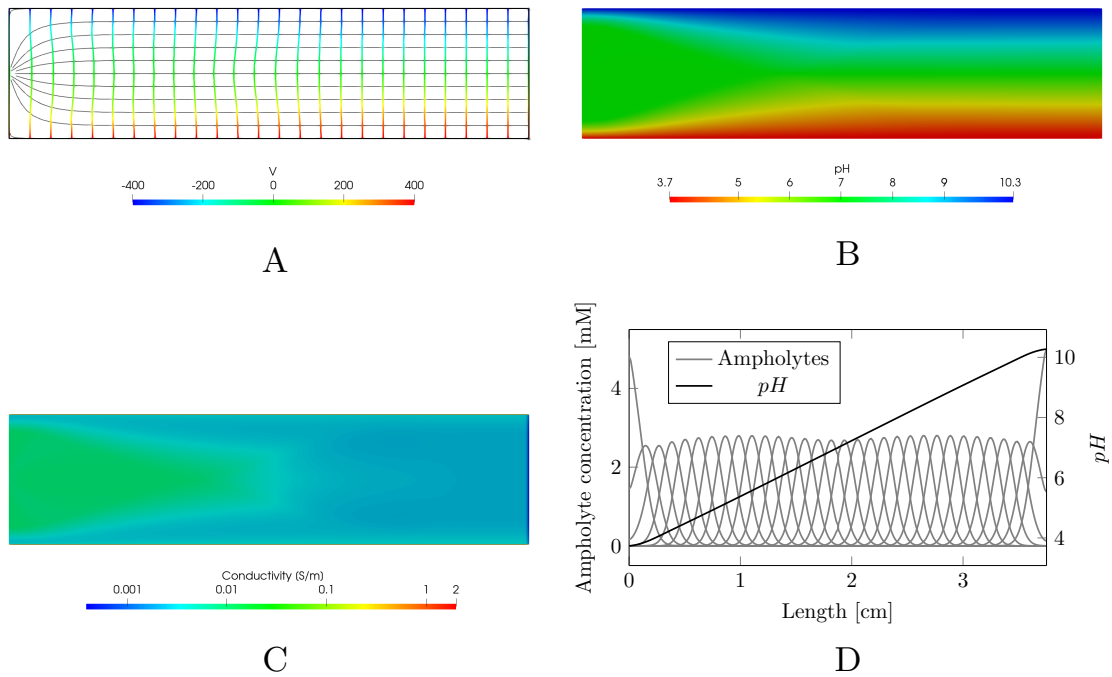 V
-400 -200 0 200 400
A
pH
3.7 5 6 7 8 9 10.3
B
Conductivity [S/m]
0.001 0.01 0.1 1 2
C
Ampholyte concentration [mM]
0 2 4
Ampholytes
pH
4 6 8 10
pH
0 1 2 3
Length [cm]
D